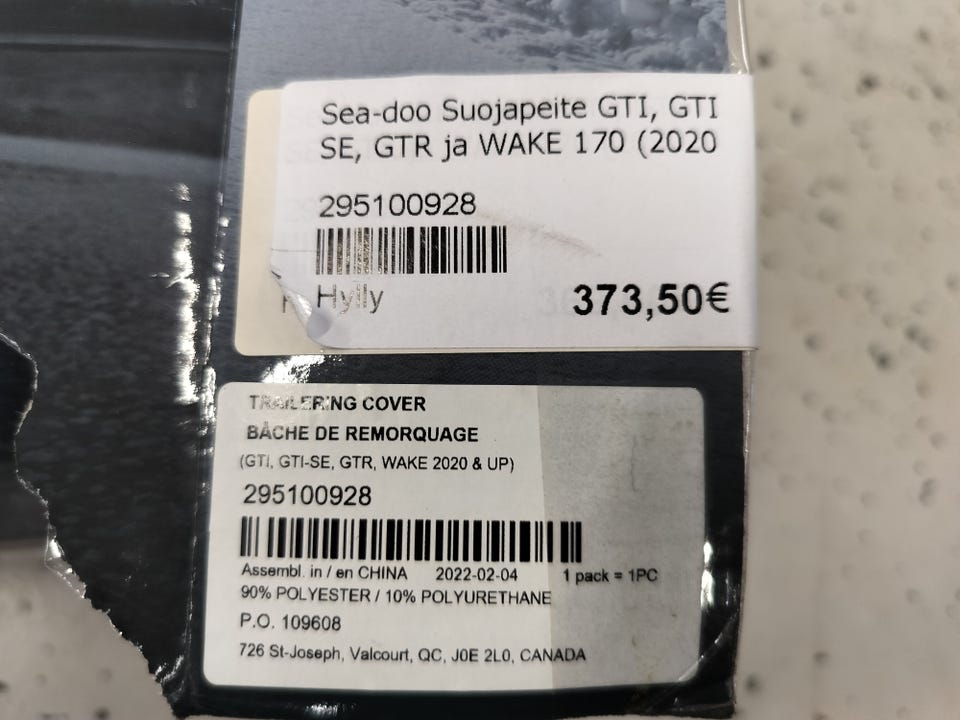 Sea-doo Suojapeite GTI, GTI
SE, GTR ja WAKE 170 (2020
295100928
Hylly 373,50€
TRAILERING COVER
BÂCHE DE REMORQUAGE
(GTI, GTI-SE, GTR, WAKE 2020 & UP)
295100928
Assembl. in / en CHINA 2022-02-04 1 pack = 1PC
90% POLYESTER / 10% POLYURETHANE
P.O. 109608
726 St-Joseph, Valcourt, QC, J0E 2L0, CANADA